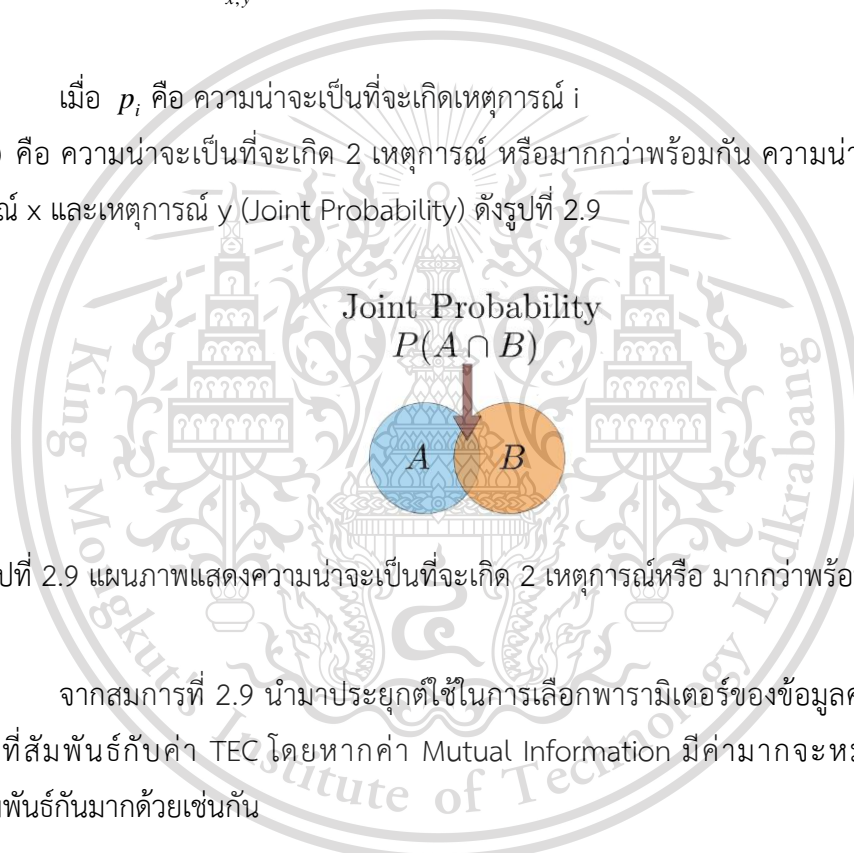 x,y
เมื่อ p_i คือ ความน่าจะเป็นที่จะเกิดเหตุการณ์ i
คือ ความน่าจะเป็นที่จะเกิด 2 เหตุการณ์ หรือมากกว่าพร้อมกัน ความน่า
ณ์ x และเหตุการณ์ y (Joint Probability) ดังรูปที่ 2.9
Joint Probability
P(A ∩ B)
A B
ปที่ 2.9 แผนภาพแสดงความน่าจะเป็นที่จะเกิด 2 เหตุการณ์หรือ มากกว่าพร้อ
จากสมการที่ 2.9 นำมาประยุกต์ใช้ในการเลือกพารามิเตอร์ของข้อมูล
ที่สัมพันธ์กับค่า TEC โดยหากค่า Mutual Information มีค่ามากจะห
พันธ์กันมากด้วยเช่นกัน
King Mongkut's Institute of Technology Ladkrabang